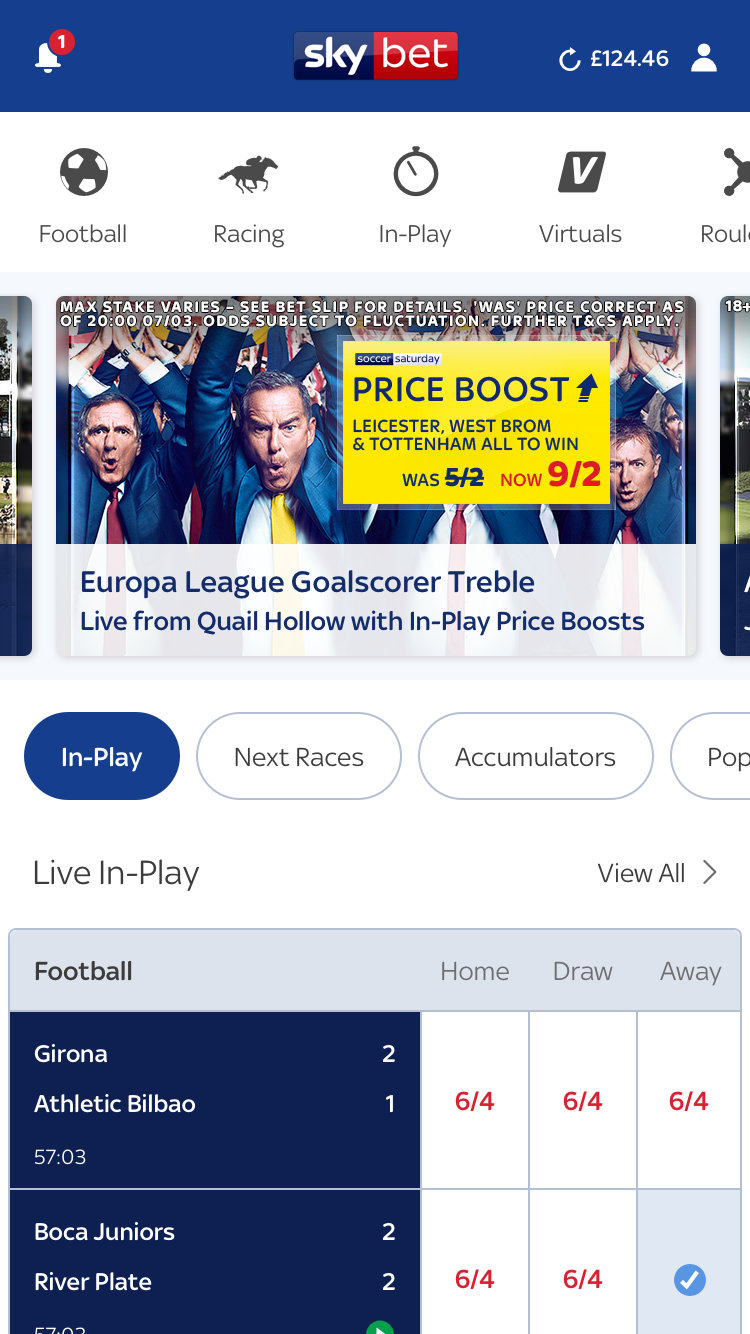 1
sky bet
£124.46
Football
Racing
In-Play
V
Virtuals
MAX STAKE VARIES – SEE BET SLIP FOR DETAILS. 'WAS' PRICE CORRECT AS
OF 20:00 07/03. ODDS SUBJECT TO FLUCTUATION. FURTHER T&CS APPLY.
18+
soccer saturday
PRICE BOOST
LEICESTER, WEST BROM
& TOTTENHAM ALL TO WIN
WAS 5/2 NOW 9/2
Europa League Goalscorer Treble
Live from Quail Hollow with In-Play Price Boosts
In-Play
Next Races
Accumulators
Live In-Play
View All
Football Home Draw Away
Girona 2
Athletic Bilbao 1
6/4 6/4 6/4
57:03
Boca Juniors 2
River Plate 2
6/4 6/4
57:03